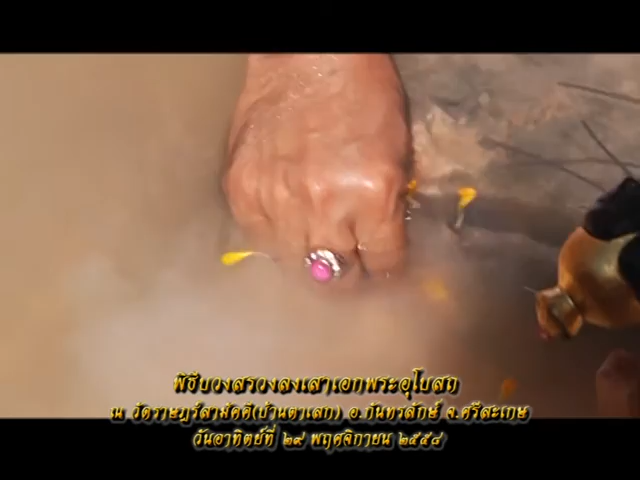 พิธีบวงสรวงลงเสาเอกพระอุโบสถ
ณ วัดราษฎร์สามัคคี(บ้านตาเสก) อ.กันทรลักษ์ จ.ศรีสะเกษ
วันอาทิตย์ที่ ๒๙ พฤศจิกายน ๒๕๕๔